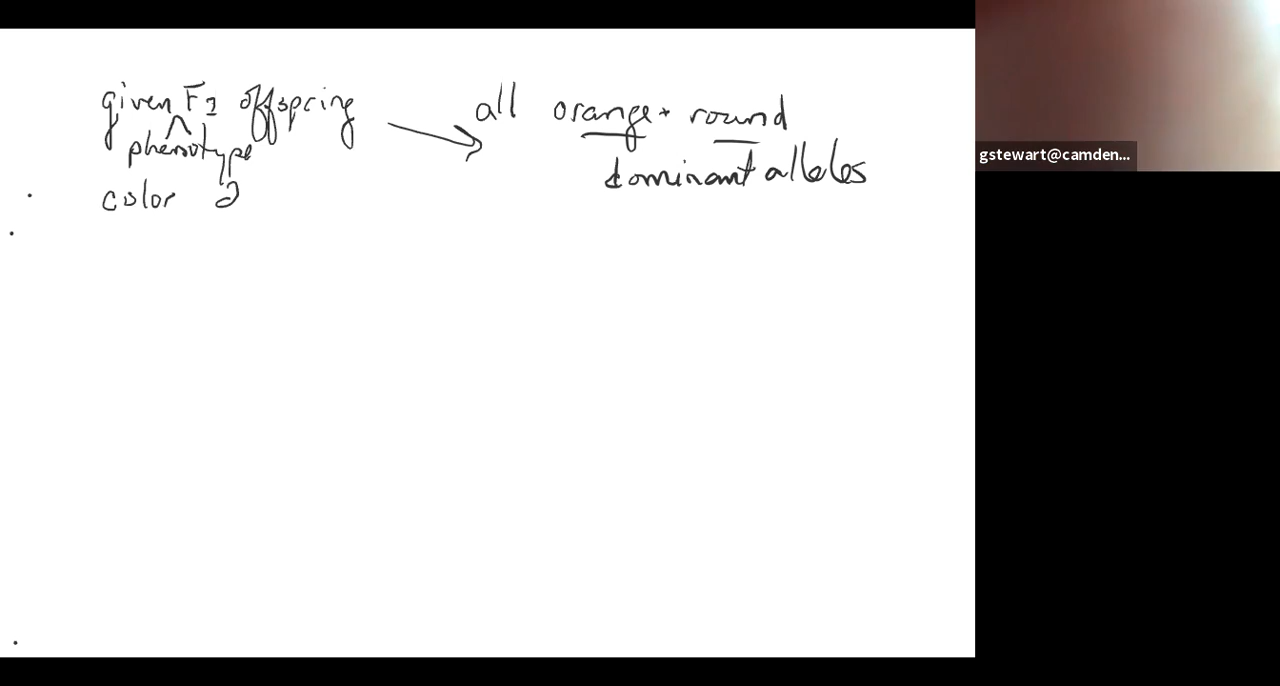 given F1 offspring
phenotype
color
all orange + round
dominant alleles
gstewart@camden...